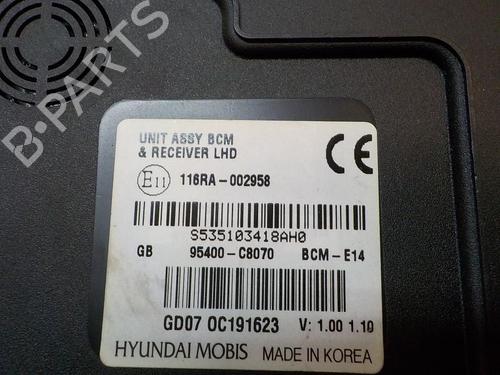 B-PARTS
UNIT ASSY BCM
& RECEIVER LHD
CE
E11 116RA-002958
S535103418AH0
GB 95400-C8070 BCM-E14
GD07 0C191623 V: 1.00 1.10
HYUNDAI MOBIS MADE IN KOREA